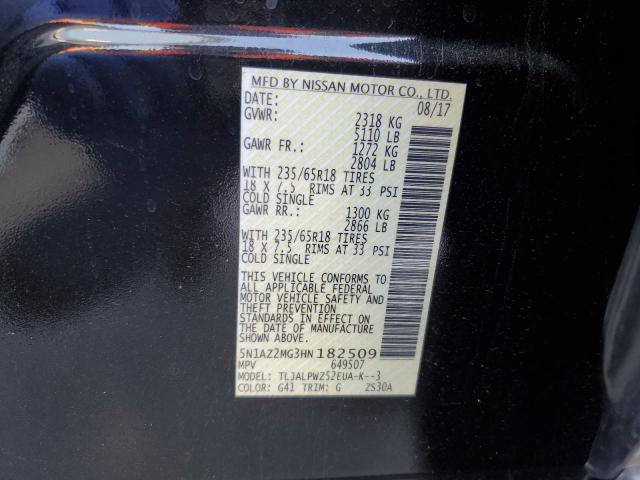 MFD BY NISSAN MOTOR CO., LTD.
DATE: 08/17
GVWR: 2318 KG
5110 LB
GAWR FR.: 1272 KG
2804 LB
WITH 235/65R18 TIRES
18 X 7.5 RIMS AT 33 PSI
COLD SINGLE
GAWR RR.: 1300 KG
2866 LB
WITH 235/65R18 TIRES
18 X 7.5 RIMS AT 33 PSI
COLD SINGLE
THIS VEHICLE CONFORMS TO
ALL APPLICABLE FEDERAL
MOTOR VEHICLE SAFETY AND
THEFT PREVENTION
STANDARDS IN EFFECT ON
THE DATE OF MANUFACTURE
SHOWN ABOVE.
5N1AZ2MG3HN182509
MPV 649507
MODEL: TLJALPWZ52EUA-K--3
COLOR: G41 TRIM: G ZS30A